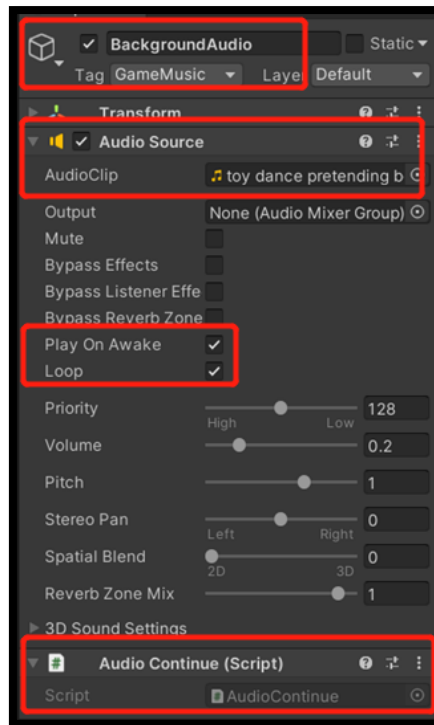 BackgroundAudio Static
Tag GameMusic Layer Default
Transform
Audio Source
AudioClip toy dance pretending b
Output None (Audio Mixer Group)
Mute
Bypass Effects
Bypass Listener Effe
Bypass Reverb Zone
Play On Awake
Loop
Priority 128
High Low
Volume 0.2
Pitch 1
Stereo Pan 0
Left Right
Spatial Blend 0
2D 3D
Reverb Zone Mix 1
3D Sound Settings
# Audio Continue (Script)
Script AudioContinue